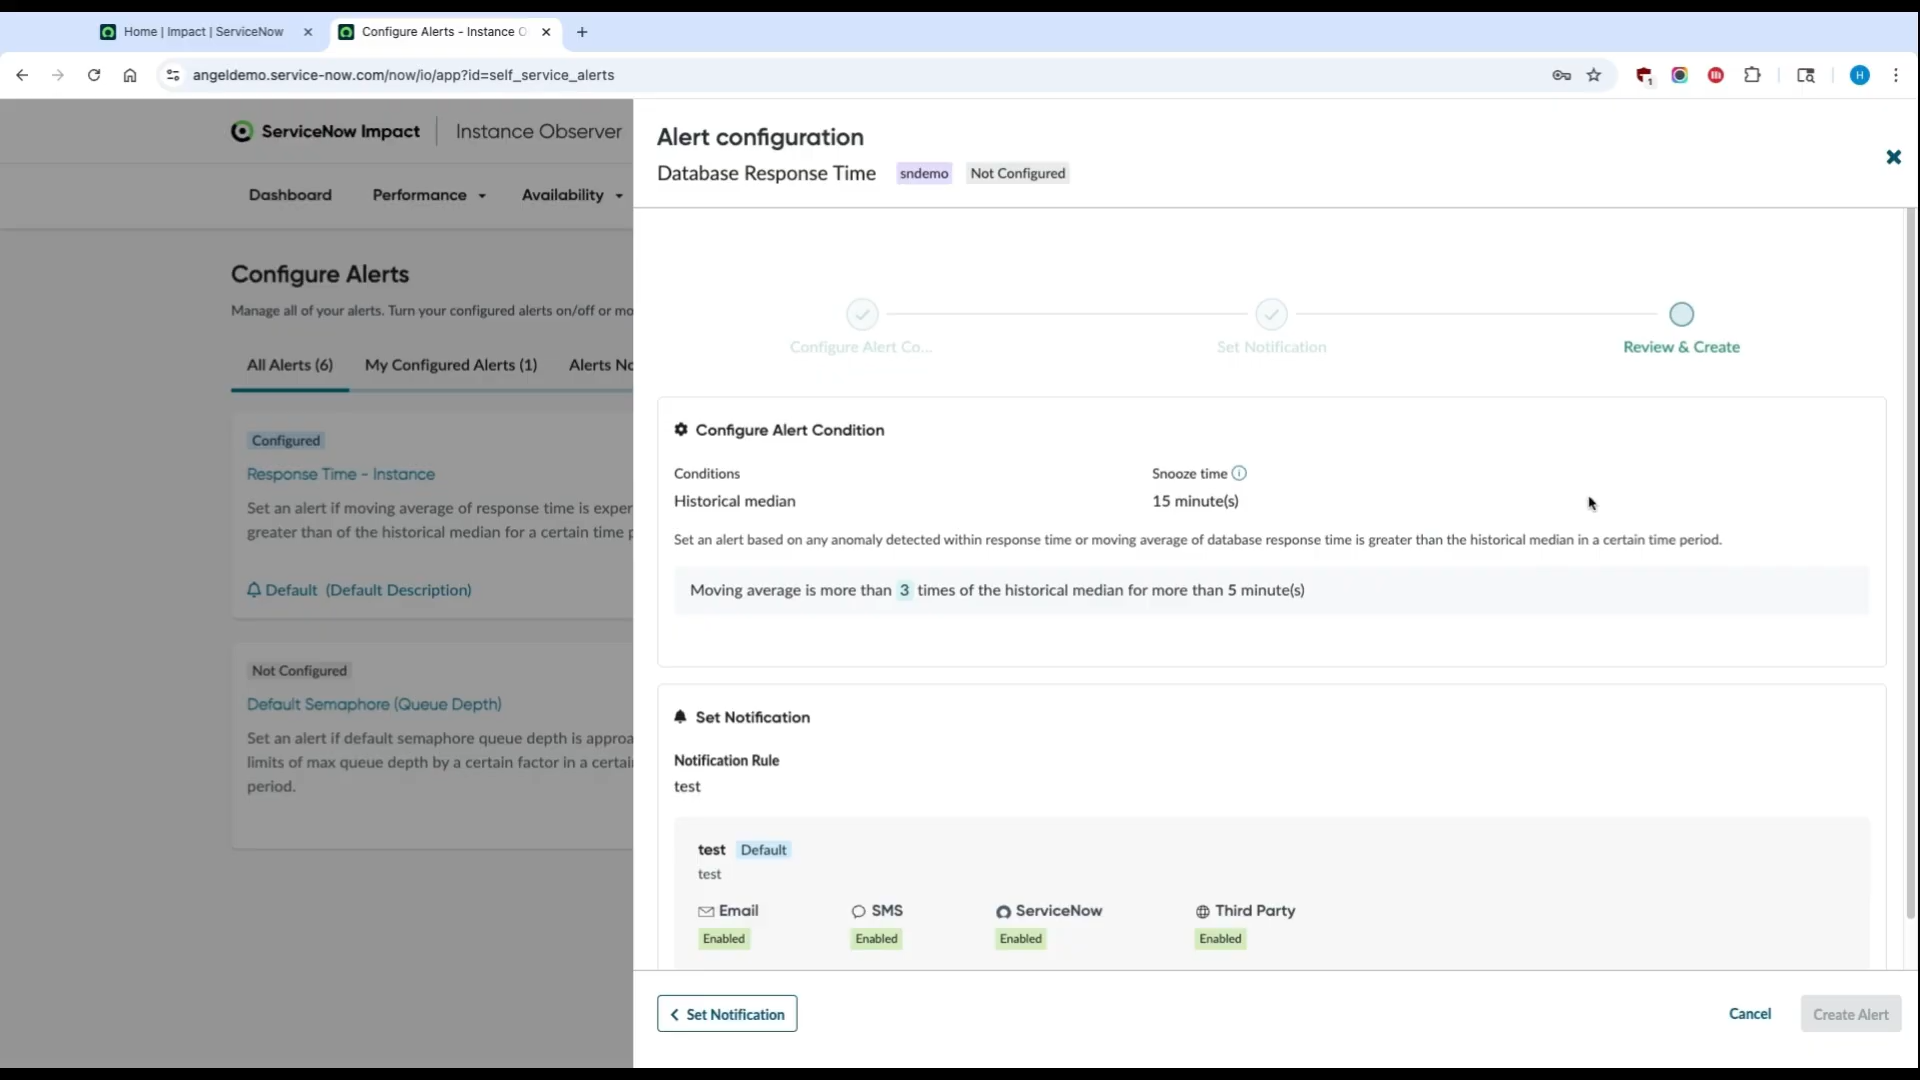 Home | Impact | ServiceNow
Configure Alerts - Instance O
angeldemo.service-now.com/now/io/app?id=self_service_alerts
1
H
ServiceNow Impact
Instance Observer
Dashboard
Performance
Availability
Configure Alerts
Manage all of your alerts. Turn your configured alerts on/off or mo
All Alerts (6)
My Configured Alerts (1)
Alerts No
Configured
Response Time - Instance
Set an alert if moving average of response time is exper
greater than of the historical median for a certain time p
Default (Default Description)
Not Configured
Default Semaphore (Queue Depth)
Set an alert if default semaphore queue depth is approa
limits of max queue depth by a certain factor in a certai
period.
Alert configuration
Database Response Time
sndemo
Not Configured
Configure Alert Co...
Set Notification
Review & Create
Configure Alert Condition
Conditions
Snooze time
Historical median
15 minute(s)
Set an alert based on any anomaly detected within response time or moving average of database response time is greater than the historical median in a certain time period.
Moving average is more than 3 times of the historical median for more than 5 minute(s)
Set Notification
Notification Rule
test
test Default
test
Email
SMS
ServiceNow
Third Party
Enabled
Enabled
Enabled
Enabled
Set Notification
Cancel
Create Alert